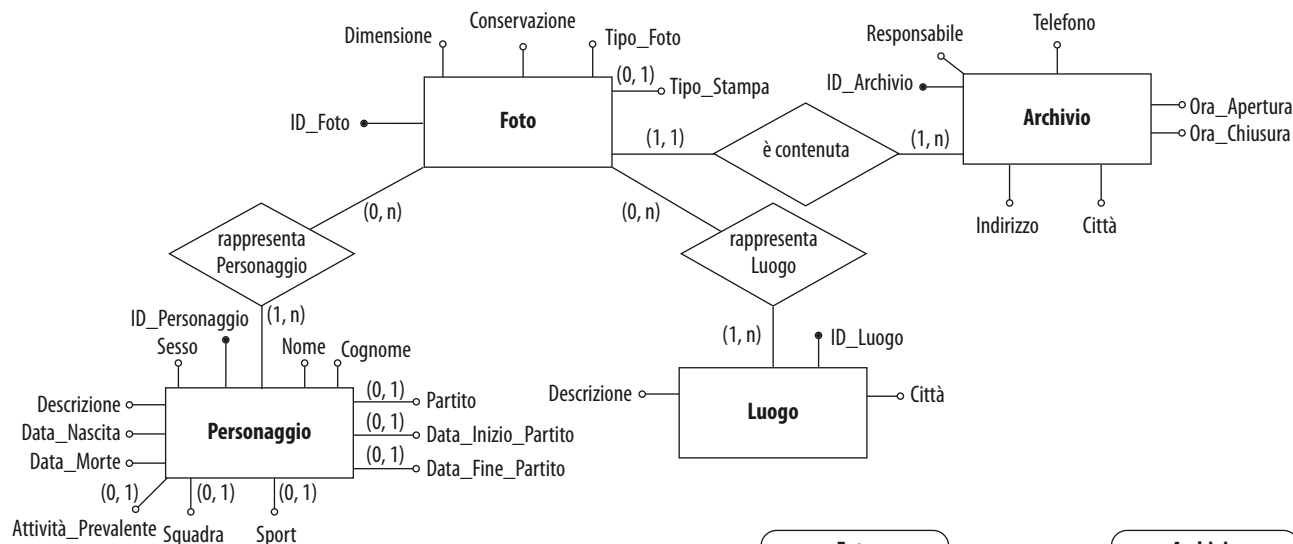 Conservazione
Dimensione
Tipo_Foto
(0, 1)
Tipo_Stampa
ID_Foto
Foto
(1, 1)
è contenuta
(1, n)
Responsabile
Telefono
ID_Archivio
Archivio
Ora_Apertura
Ora_Chiusura
Indirizzo
Città
(0, n)
(0, n)
rappresenta
Personaggio
rappresenta
Luogo
(1, n)
(1, n)
ID_Personaggio
Sesso
Nome
Cognome
Descrizione
Data_Nascita
Data_Morte
Personaggio
(0, 1)
Partito
(0, 1)
Data_Inizio_Partito
(0, 1)
Data_Fine_Partito
(0, 1)
(0, 1)
(0, 1)
Attività_Prevalente
Squadra
Sport
ID_Luogo
Descrizione
Luogo
Città